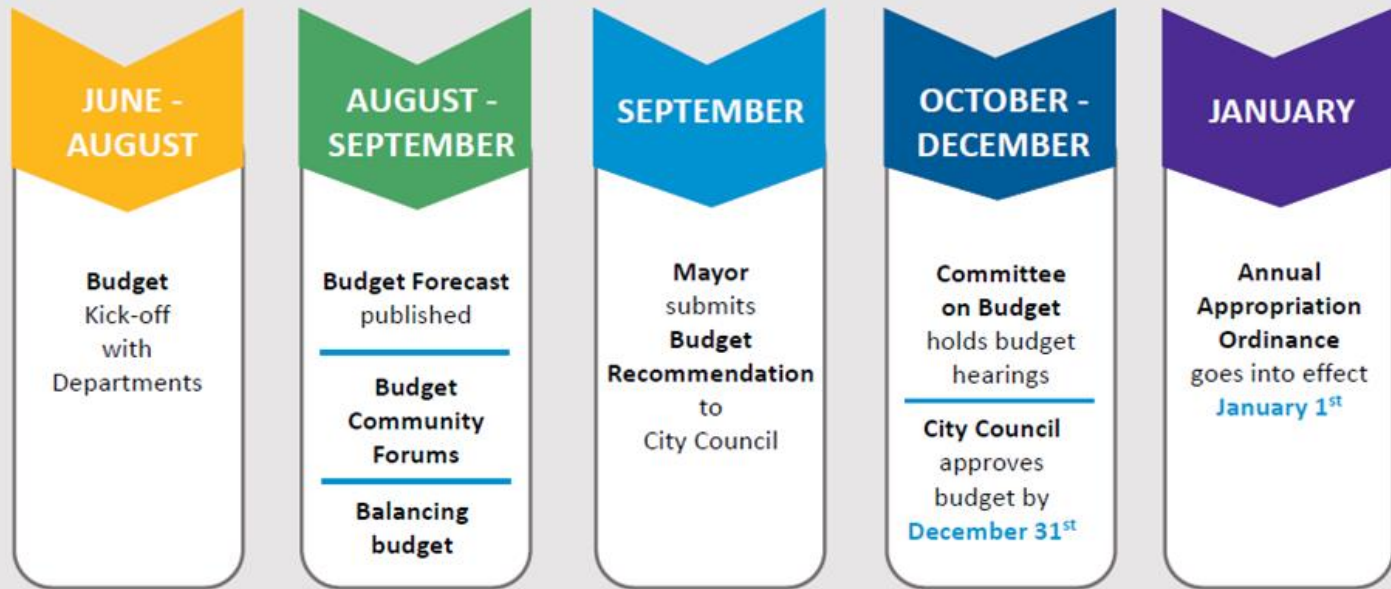 JUNE -
AUGUST
Budget
Kick-off
with
Departments
AUGUST -
SEPTEMBER
Budget Forecast
published
Budget
Community
Forums
Balancing
budget
SEPTEMBER
Mayor
submits
Budget
Recommendation
to
City Council
OCTOBER -
DECEMBER
Committee
on Budget
holds budget
hearings
City Council
approves
budget by
December 31st
JANUARY
Annual
Appropriation
Ordinance
goes into effect
January 1st